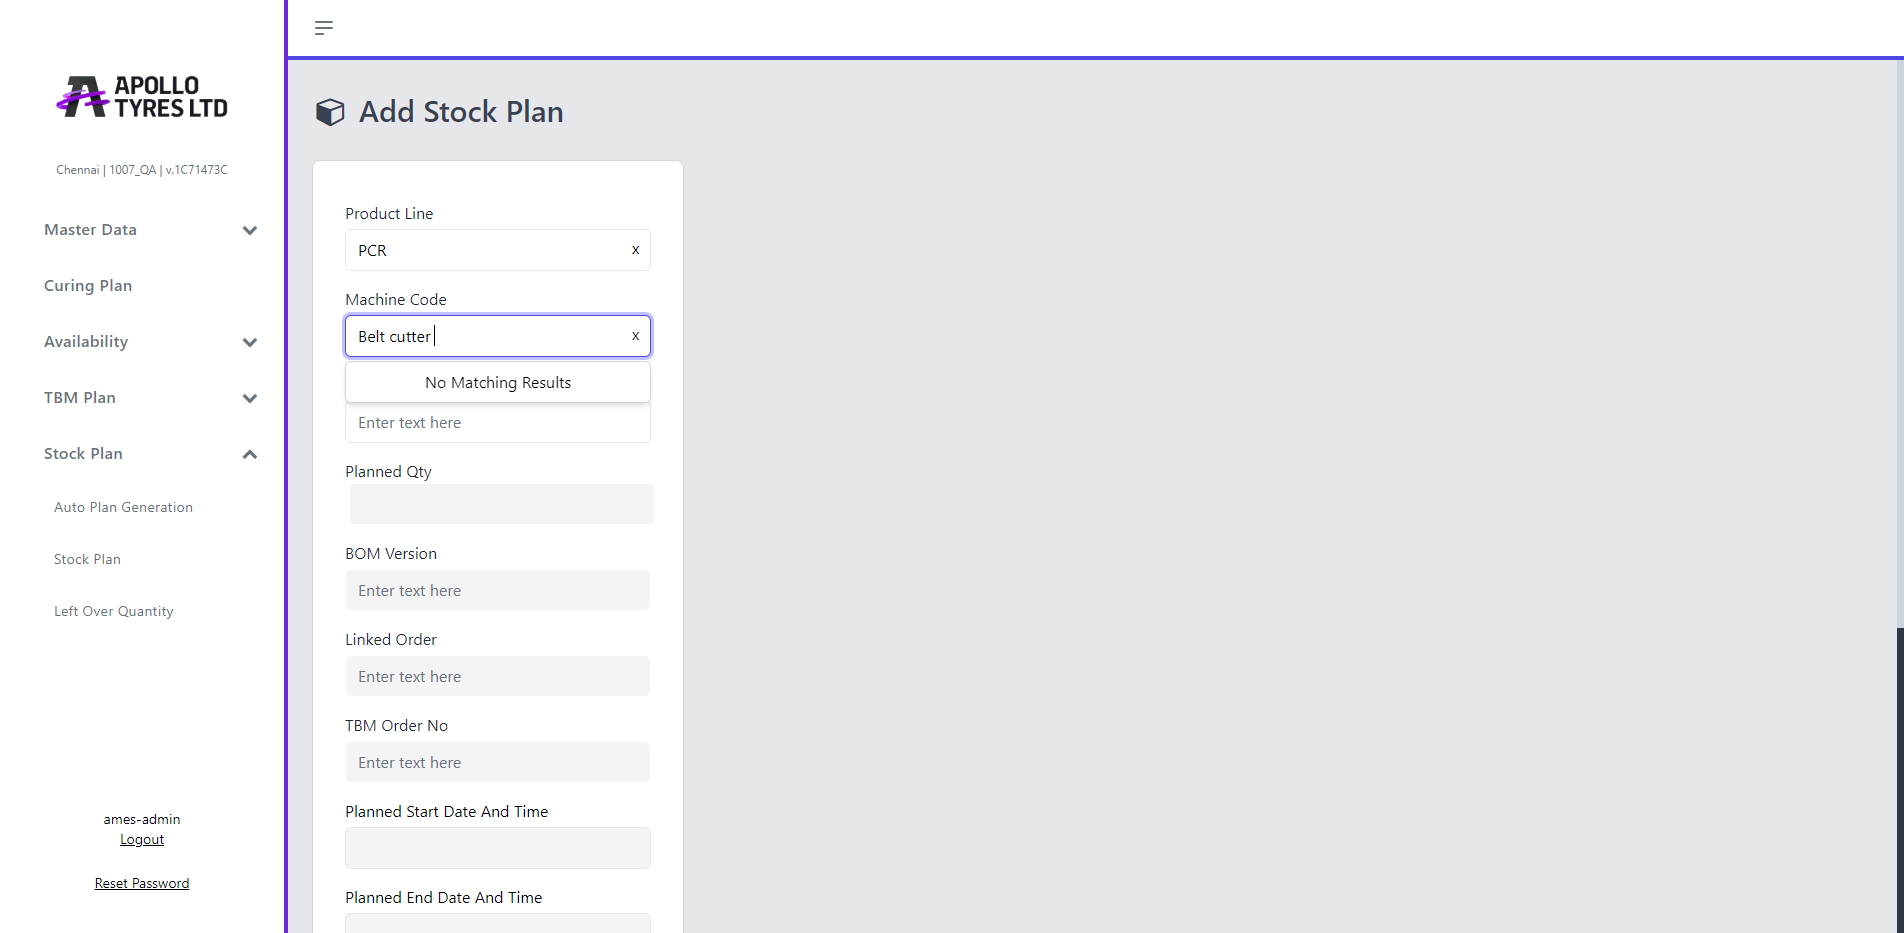 APOLLO
TYRES LTD
Chennai | 1007_QA | v.1C71473C
Master Data
Curing Plan
Availability
TBM Plan
Stock Plan
Auto Plan Generation
Stock Plan
Left Over Quantity
ames-admin
Logout
Reset Password
Add Stock Plan
Product Line
PCR x
Machine Code
Belt cutter x
No Matching Results
Enter text here
Planned Qty
BOM Version
Enter text here
Linked Order
Enter text here
TBM Order No
Enter text here
Planned Start Date And Time
Planned End Date And Time